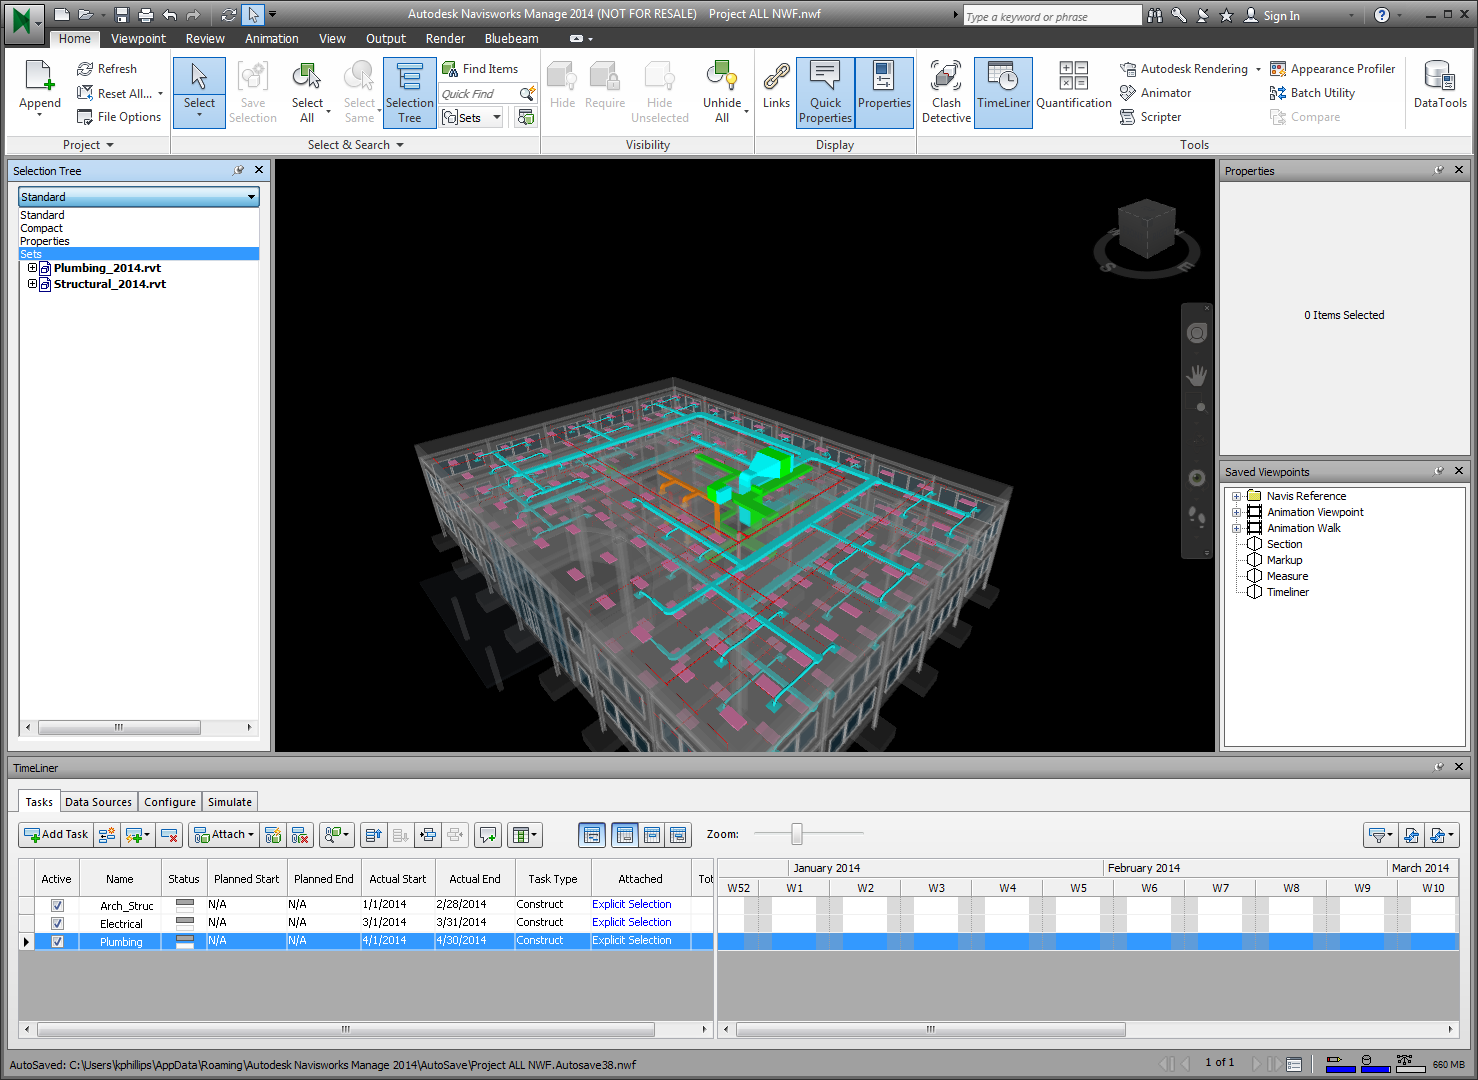 Autodesk Navisworks Manage 2014 (NOT FOR RESALE) Project ALL NWF.nwf
Type a keyword or phrase
Sign In
Home Viewpoint Review Animation View Output Render Bluebeam
Append
Refresh
Reset All...
File Options
Project
Select
Save Selection
Select All
Select Same
Selection Tree
Find Items
Quick Find
Sets
Select & Search
Hide
Require
Hide Unselected
Unhide All
Visibility
Links
Quick Properties
Properties
Display
Clash Detective
TimeLiner
Quantification
Autodesk Rendering
Animator
Scripter
Appearance Profiler
Batch Utility
Compare
Tools
DataTools
Selection Tree
Standard
Standard
Compact
Properties
Sets
Plumbing_2014.rvt
Structural_2014.rvt
S E
Properties
0 Items Selected
Saved Viewpoints
Navis Reference
Animation Viewpoint
Animation Walk
Section
Markup
Measure
Timeliner
TimeLiner
Tasks Data Sources Configure Simulate
Add Task Attach Zoom:
Active Name Status Planned Start Planned End Actual Start Actual End Task Type Attached Tot
January 2014 February 2014 March 2014
W52 W1 W2 W3 W4 W5 W6 W7 W8 W9 W10
Arch_Struc N/A N/A 1/1/2014 2/28/2014 Construct Explicit Selection
Electrical N/A N/A 3/1/2014 3/31/2014 Construct Explicit Selection
Plumbing N/A N/A 4/1/2014 4/30/2014 Construct Explicit Selection
AutoSaved: C:\Users\kphillips\AppData\Roaming\Autodesk Navisworks Manage 2014\AutoSave\Project ALL NWF.Autosave38.nwf
1 of 1
660 MB